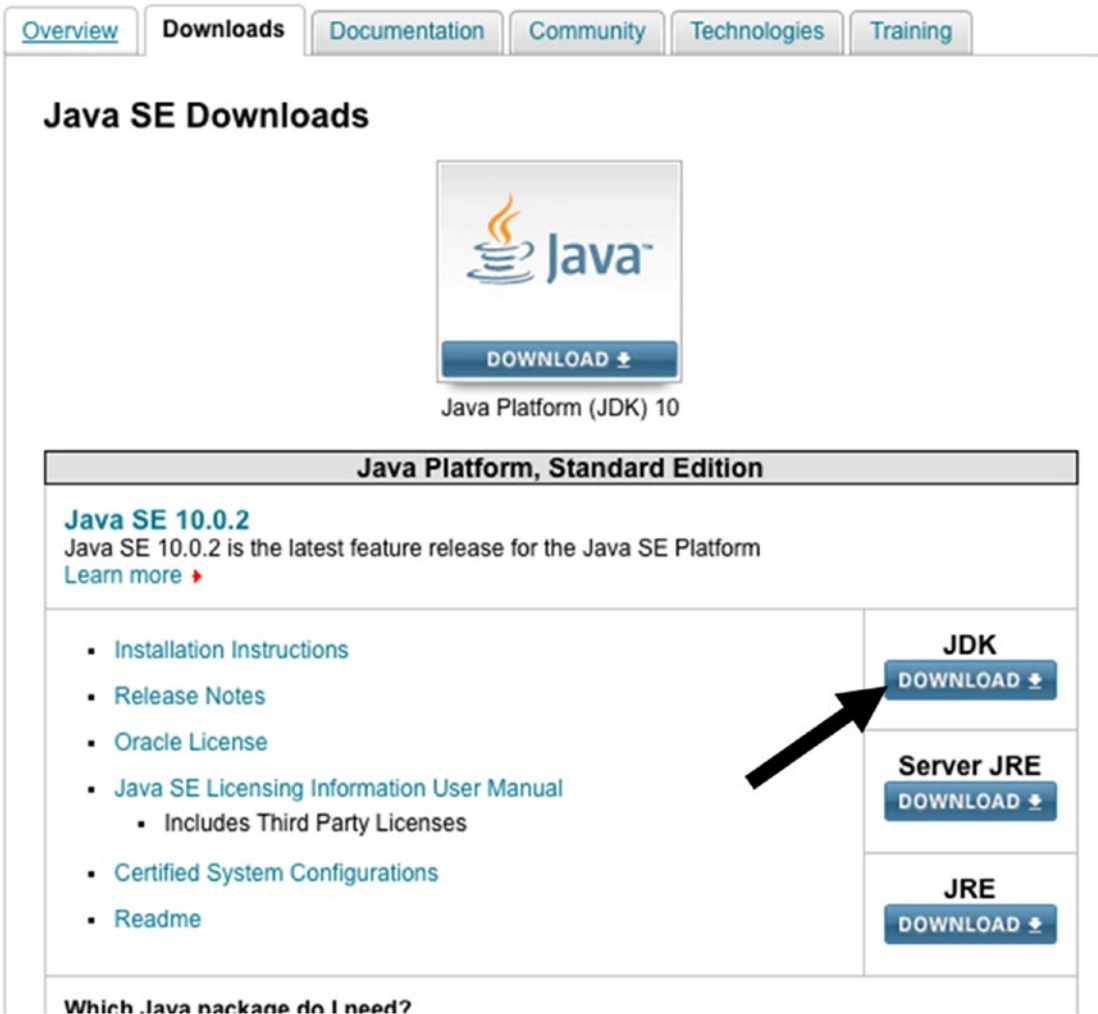 Overview Downloads Documentation Community Technologies Training
Java SE Downloads
Java™
DOWNLOAD
Java Platform (JDK) 10
Java Platform, Standard Edition
Java SE 10.0.2
Java SE 10.0.2 is the latest feature release for the Java SE Platform
Learn more
Installation Instructions
Release Notes
Oracle License
Java SE Licensing Information User Manual
Includes Third Party Licenses
Certified System Configurations
Readme
JDK
DOWNLOAD
Server JRE
DOWNLOAD
JRE
DOWNLOAD
Which Java package do I need?